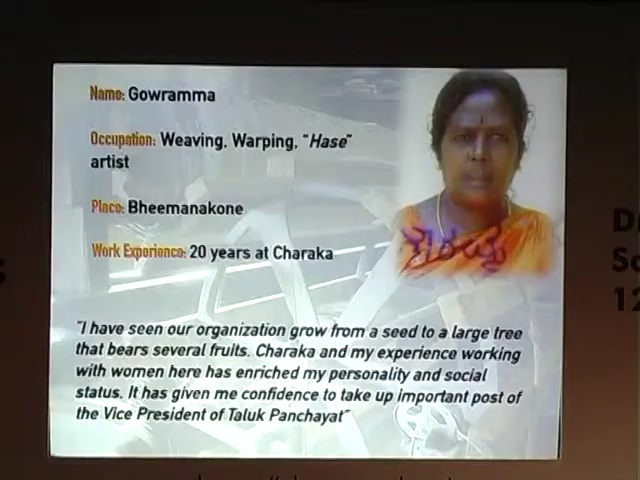 Name: Gowramma
Occupation: Weaving, Warping, "Hase"
artist
Place: Bheemanakone
Work Experience: 20 years at Charaka
"I have seen our organization grow from a seed to a large tree
that bears several fruits. Charaka and my experience working
with women here has enriched my personality and social
status. It has given me confidence to take up important post of
the Vice President of Taluk Panchayat"